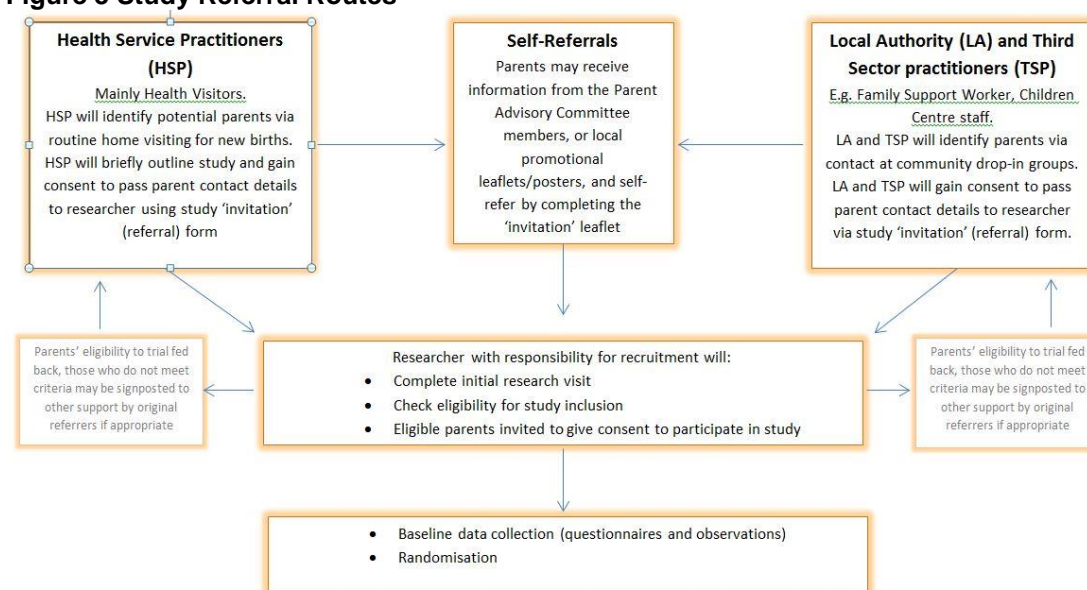 Figure 3 Study Referral Routes
Health Service Practitioners
(HSP)
Mainly Health Visitors.
HSP will identify potential parents via
routine home visiting for new births.
HSP will briefly outline study and gain
consent to pass parent contact details
to researcher using study ‘invitation’
(referral) form
Self-Referrals
Parents may receive
information from the Parent
Advisory Committee
members, or local
promotional
leaflets/posters, and self-
refer by completing the
‘invitation’ leaflet
Local Authority (LA) and Third
Sector practitioners (TSP)
E.g. Family Support Worker, Children
Centre staff.
LA and TSP will identify parents via
contact at community drop-in groups.
LA and TSP will gain consent to pass
parent contact details to researcher
via study ‘invitation’ (referral) form.
Parents’ eligibility to trial fed
back, those who do not meet
criteria may be signposted to
other support by original
referrers if appropriate
Researcher with responsibility for recruitment will:
• Complete initial research visit
• Check eligibility for study inclusion
• Eligible parents invited to give consent to participate in study
Parents’ eligibility to trial fed
back, those who do not meet
criteria may be signposted to
other support by original
referrers if appropriate
• Baseline data collection (questionnaires and observations)
• Randomisation